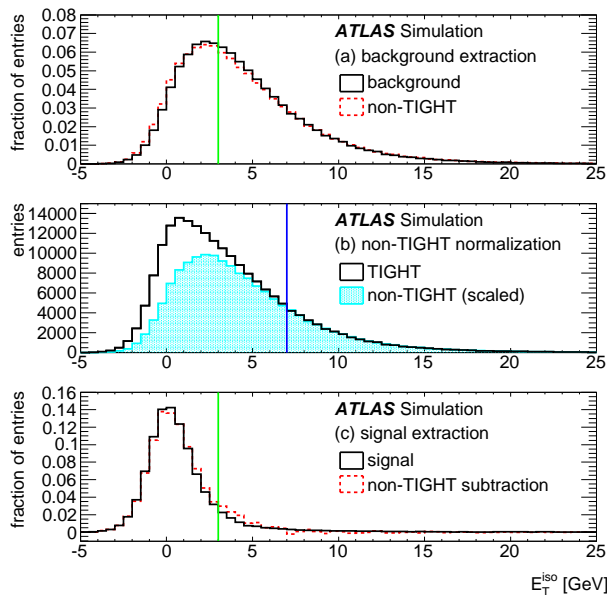 fraction of entries
0.08
0.07
0.06
0.05
0.04
0.03
0.02
0.01
0
-5 0 5 10 15 20 25
ATLAS Simulation
(a) background extraction
background
non-TIGHT
entries
14000
12000
10000
8000
6000
4000
2000
0
-5 0 5 10 15 20 25
ATLAS Simulation
(b) non-TIGHT normalization
TIGHT
non-TIGHT (scaled)
fraction of entries
0.16
0.14
0.12
0.1
0.08
0.06
0.04
0.02
0
-5 0 5 10 15 20 25
ATLAS Simulation
(c) signal extraction
signal
non-TIGHT subtraction
E_T^iso [GeV]